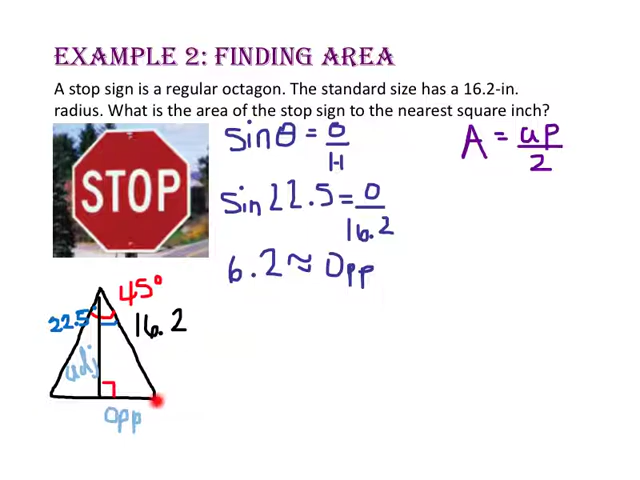 EXAMPLE 2: FINDING AREA
A stop sign is a regular octagon. The standard size has a 16.2-in.
radius. What is the area of the stop sign to the nearest square inch?
STOP
sinθ = O/H
A = ap/2
sin 22.5 = O/16.2
6.2 ≈ Opp
45°
22.5°
16.2
adj
Opp